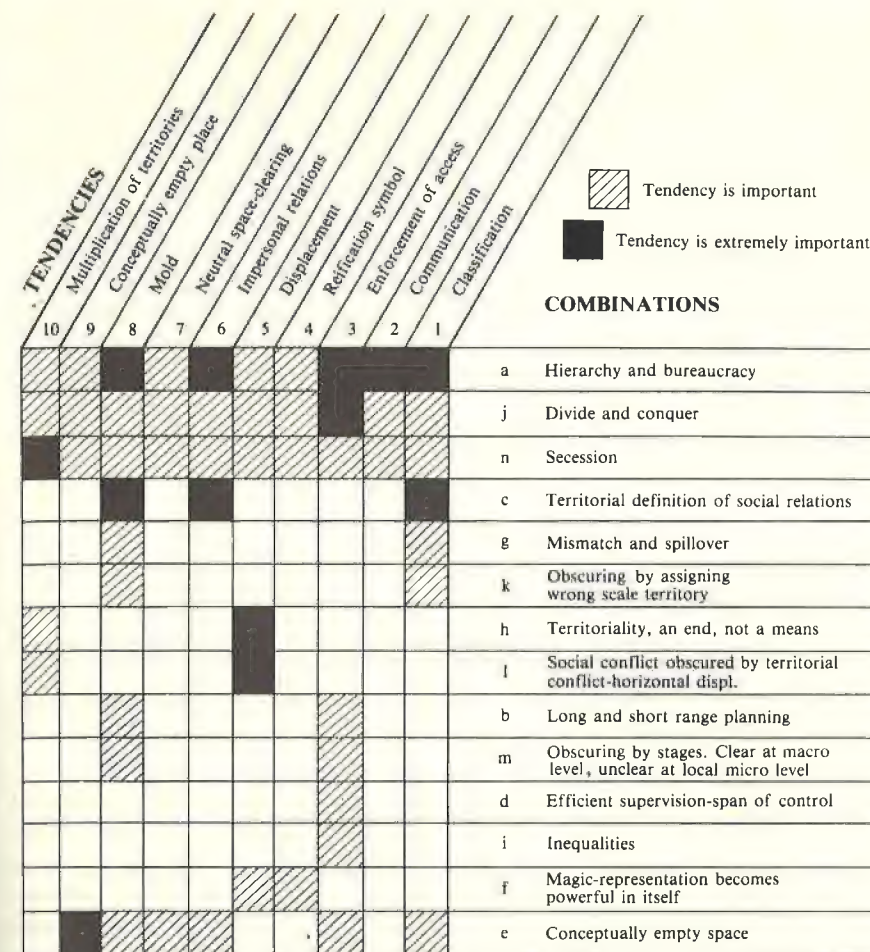 TENDENCIES
Multiplication of territories
Conceptually empty place
Mold
Neutral space-clearing
Impersonal relations
Displacement
Reification symbol
Enforcement of access
Communication
Classification
10 9 8 7 6 5 4 3 2 1
Tendency is important
Tendency is extremely important
COMBINATIONS
a Hierarchy and bureaucracy
j Divide and conquer
n Secession
c Territorial definition of social relations
g Mismatch and spillover
k Obscuring by assigning
wrong scale territory
h Territoriality, an end, not a means
l Social conflict obscured by territorial
conflict-horizontal displ.
b Long and short range planning
m Obscuring by stages. Clear at macro
level, unclear at local micro level
d Efficient supervision-span of control
i Inequalities
f Magic-representation becomes
powerful in itself
e Conceptually empty space